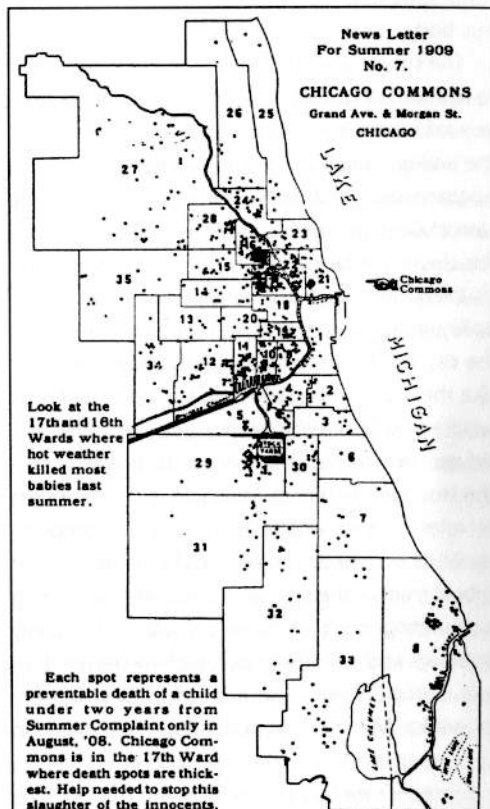 News Letter
For Summer 1909
No. 7.
CHICAGO COMMONS
Grand Ave. & Morgan St.
CHICAGO
LAKE
MICHIGAN
Chicago
Commons
26
25
27
24
28
23
15
22
21
35
14
18
13
20
1
34
12
2
4
5
29
30
6
31
7
32
33
8
LAKE CALUMET
Look at the
17th and 16th
Wards where
hot weather
killed most
babies last
summer.
Each spot represents a
preventable death of a child
under two years from
Summer Complaint only in
August, '08. Chicago Com-
mons is in the 17th Ward
where death spots are thick-
est. Help needed to stop this
slaughter of the innocents.